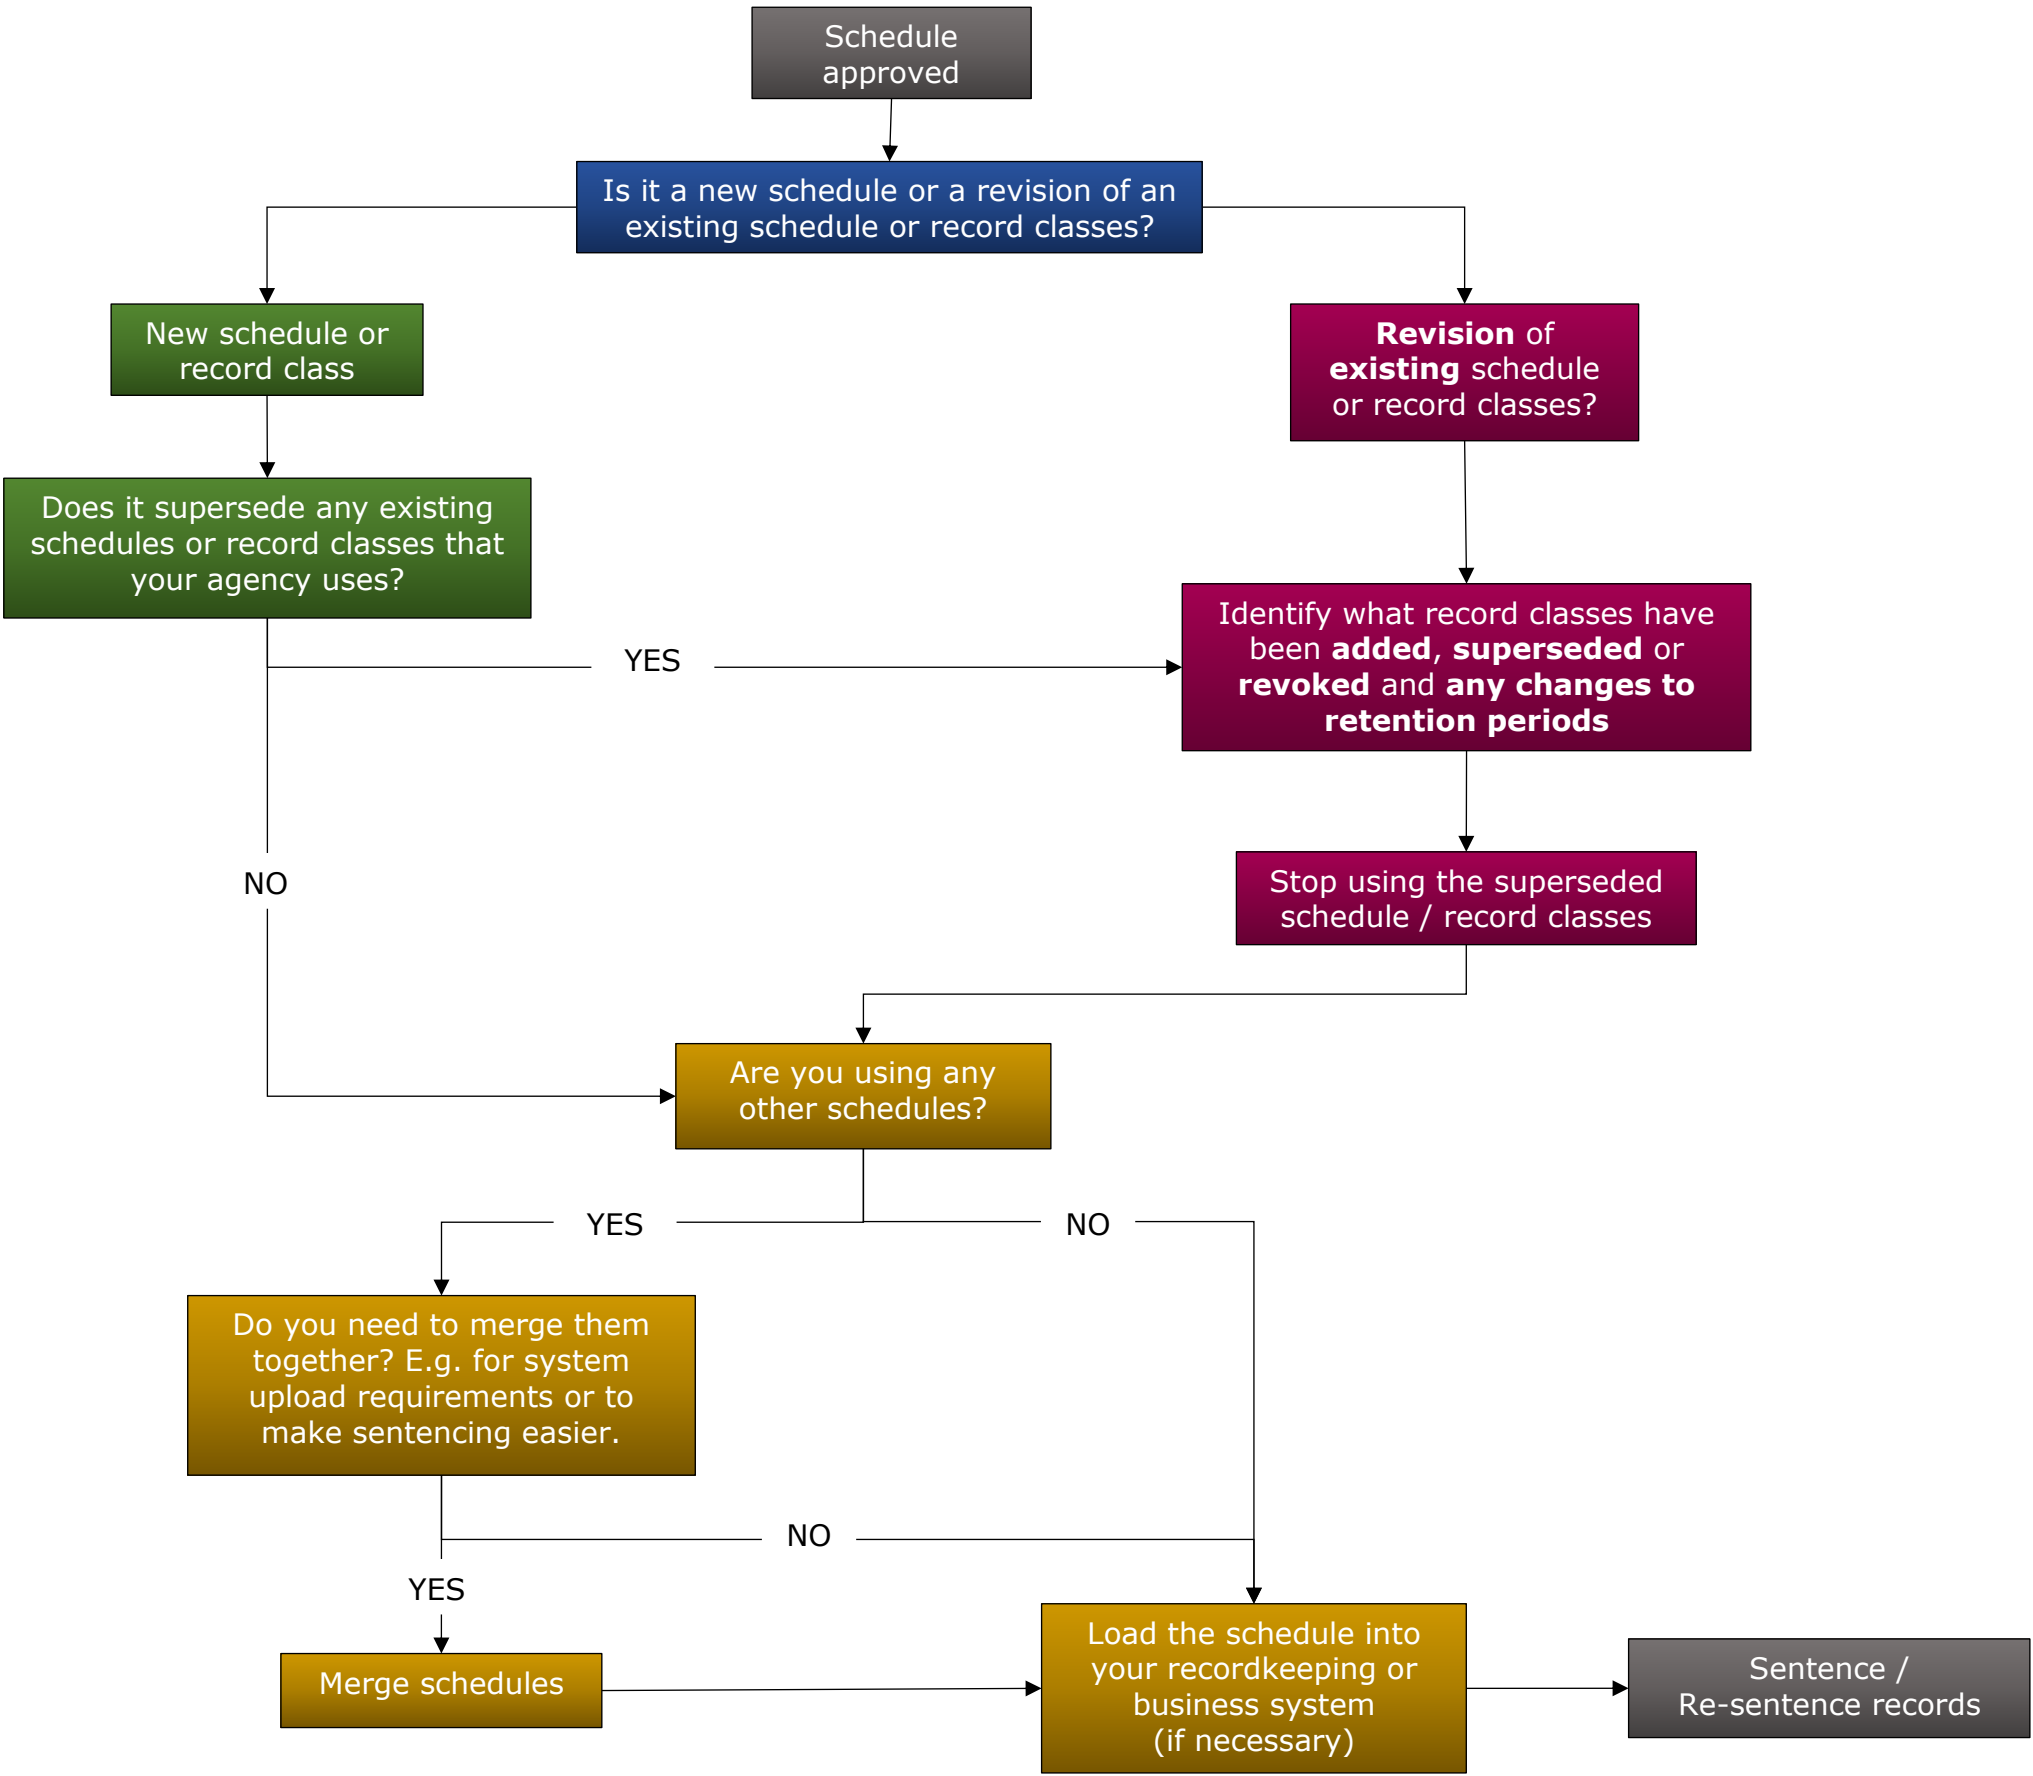 Schedule
approved
Is it a new schedule or a revision of an
existing schedule or record classes?
New schedule or
record class
Revision of
existing schedule
or record classes?
Does it supersede any existing
schedules or record classes that
your agency uses?
YES
Identify what record classes have
been added, superseded or
revoked and any changes to
retention periods
NO
Stop using the superseded
schedule / record classes
Are you using any
other schedules?
YES
NO
Do you need to merge them
together? E.g. for system
upload requirements or to
make sentencing easier.
NO
YES
Merge schedules
Load the schedule into
your recordkeeping or
business system
(if necessary)
Sentence /
Re-sentence records